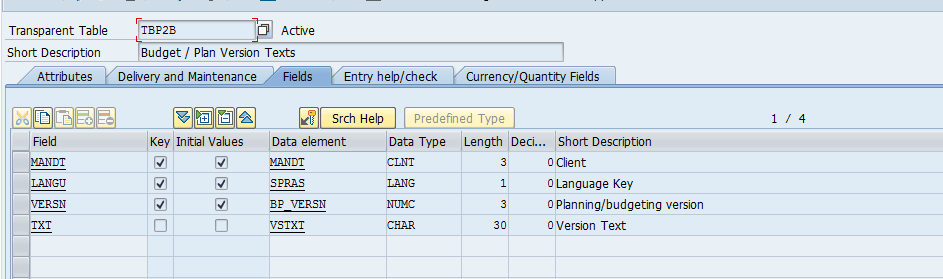 Transparent Table TBP2B Active
Short Description Budget / Plan Version Texts
Attributes Delivery and Maintenance Fields Entry help/check Currency/Quantity Fields
Srch Help Predefined Type 1 / 4
Field Key Initial Values Data element Data Type Length Deci... Short Description
MANDT MANDT CLNT 3 0 Client
LANGU SPRAS LANG 1 0 Language Key
VERSN BP_VERSN NUMC 3 0 Planning/budgeting version
TXT VSTXT CHAR 30 0 Version Text